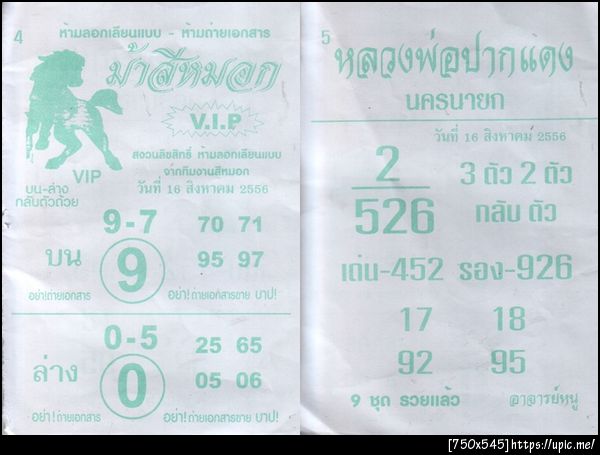 4
ห้ามลอกเลียนแบบ - ห้ามถ่ายเอกสาร
ม้าสีหมอก
V.I.P
VIP
สงวนลิขสิทธิ์ ห้ามลอกเลียนแบบ
จากทีมงานสีหมอก
วันที่ 16 สิงหาคม 2556
บน-ล่าง
กลับตัวด้วย
9-7 70 71
บน 9 95 97
อย่า!ถ่ายเอกสาร อย่า!ถ่ายเอกสารขาย บาป!
0-5 25 65
ล่าง 0 05 06
อย่า!ถ่ายเอกสาร อย่า!ถ่ายเอกสารขาย บาป!
5
หลวงพ่อปากแดง
นครนายก
วันที่ 16 สิงหาคม 2556
2 3 ตัว 2 ตัว
526 กลับ ตัว
เด่น-452 รอง-926
17 18
92 95
9 ชุด รวยแล้ว อาจารย์หนู
[750x545]https://upic.me/